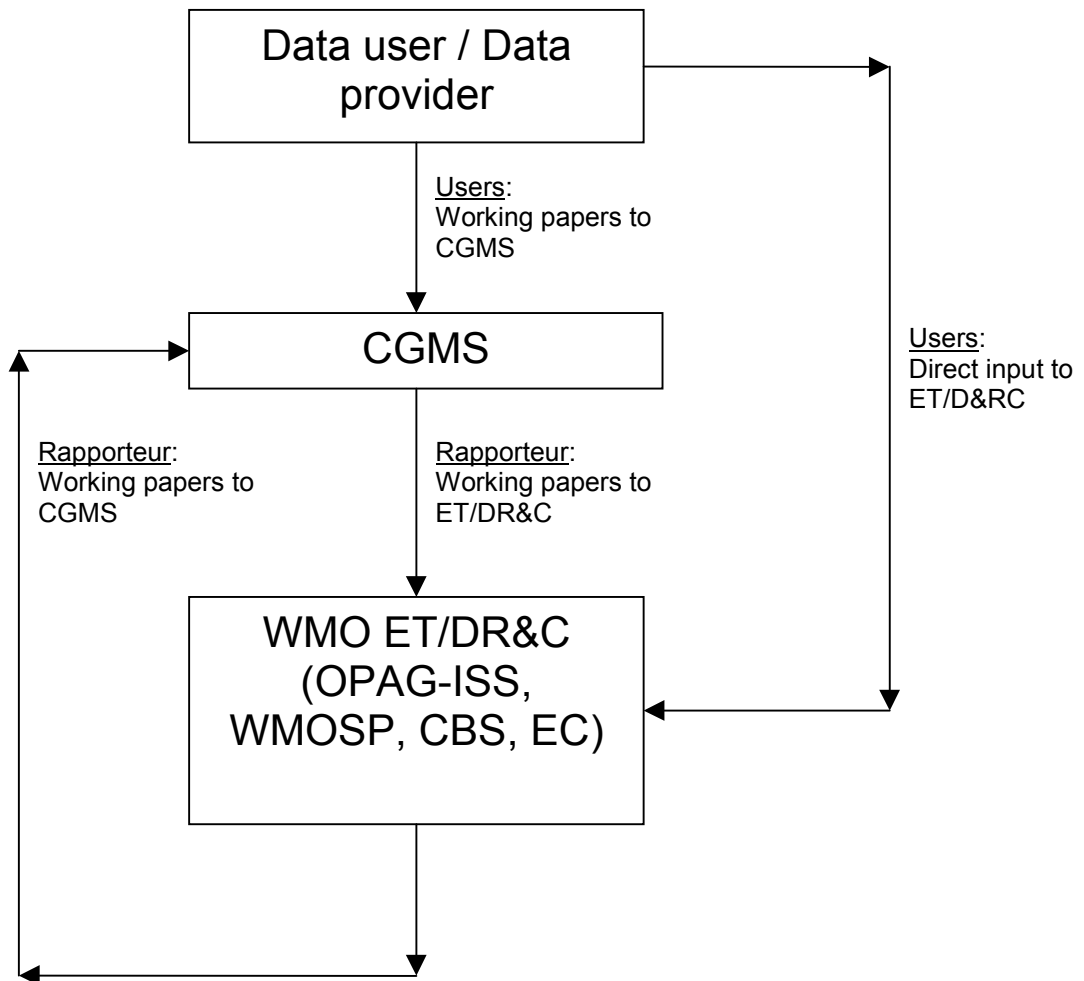 Data user / Data
provider
Users:
Working papers to
CGMS
CGMS
Users:
Direct input to
ET/D&RC
Rapporteur:
Working papers to
CGMS
Rapporteur:
Working papers to
ET/DR&C
WMO ET/DR&C
(OPAG-ISS,
WMOSP, CBS, EC)